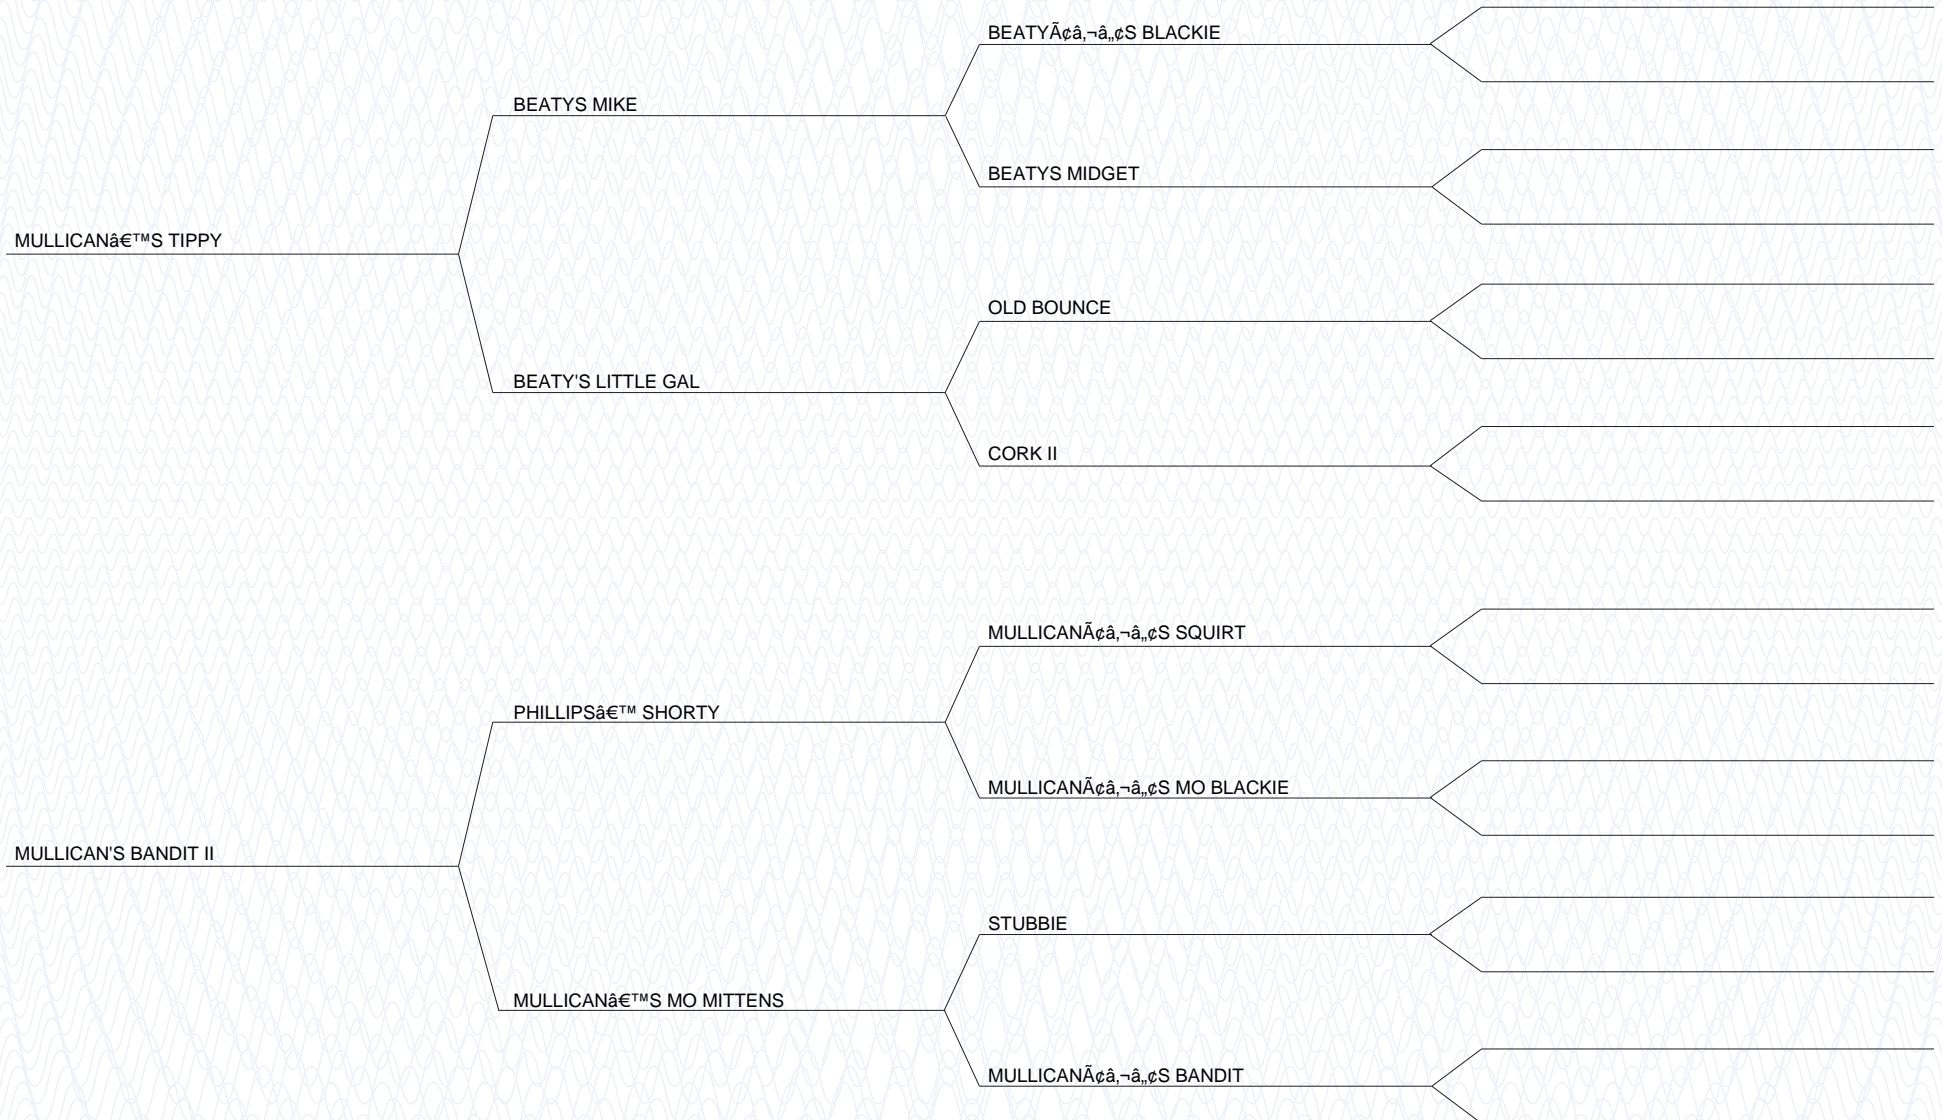 BEATYÃ¢â‚¬â„¢S BLACKIE
BEATYS MIKE
BEATYS MIDGET
MULLICANâ€™S TIPPY
OLD BOUNCE
BEATY'S LITTLE GAL
CORK II
MULLICANÃ¢â‚¬â„¢S SQUIRT
PHILLIPSâ€™ SHORTY
MULLICANÃ¢â‚¬â„¢S MO BLACKIE
MULLICAN'S BANDIT II
STUBBIE
MULLICANâ€™S MO MITTENS
MULLICANÃ¢â‚¬â„¢S BANDIT